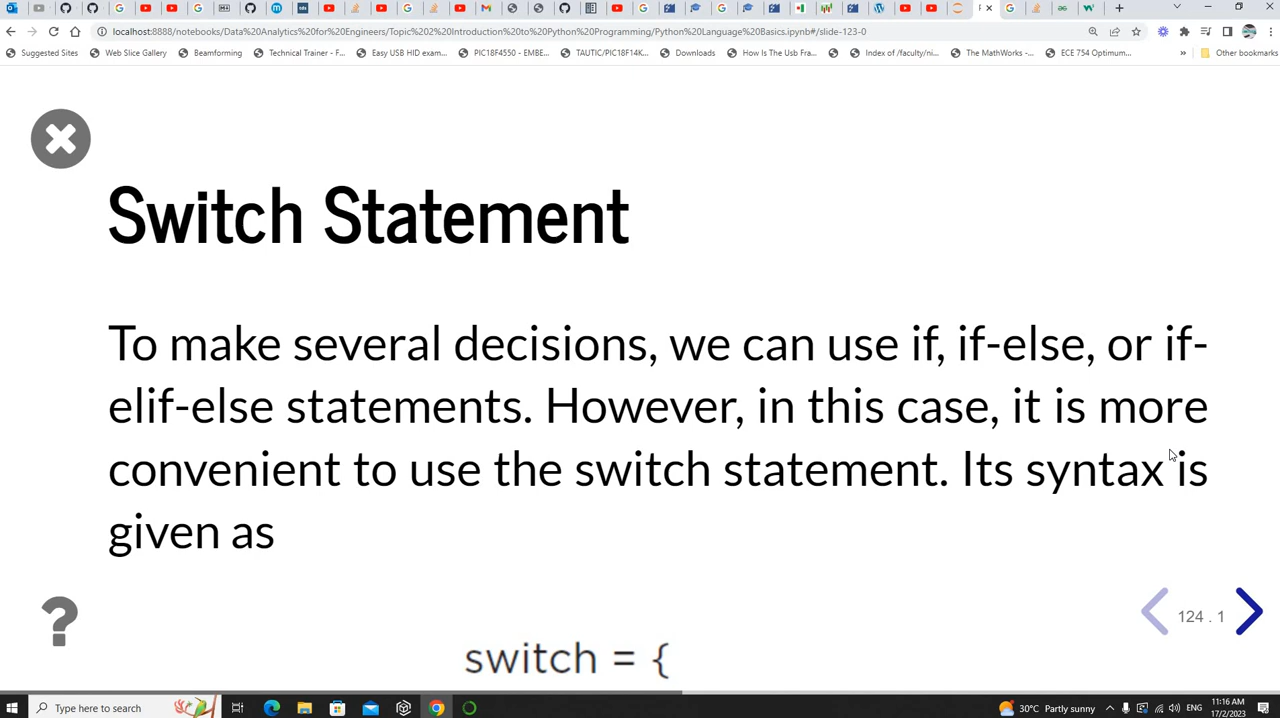 localhost:8888/notebooks/Data%20Analytics%20for%20Engineers/Topic%202%20Introduction%20to%20Python%20Programming/Python%20Language%20Basics.ipynb#/slide-123-0
Suggested Sites Web Slice Gallery Beamforming Technical Trainer - F... Easy USB HID exam... PIC18F4550 - EMBE... TAUTIC/PIC18F14K... Downloads How Is The Usb Fra... Index of /faculty/ni... The MathWorks -... ECE 754 Optimum... » Other bookmarks
Switch Statement
To make several decisions, we can use if, if-else, or if-
elif-else statements. However, in this case, it is more
convenient to use the switch statement. Its syntax is
given as
?
124 . 1
switch = {
Type here to search
30°C Partly sunny
11:16 AM
17/2/2023